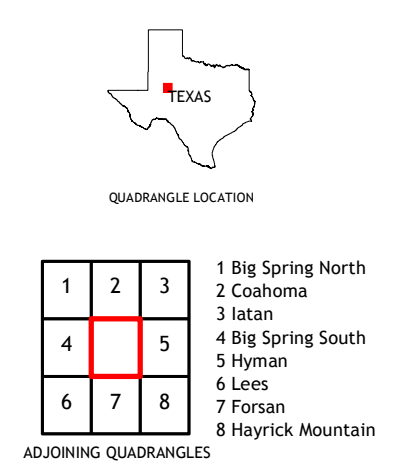 TEXAS
QUADRANGLE LOCATION
1 2 3
4 5
6 7 8
1 Big Spring North
2 Coahoma
3 Iatan
4 Big Spring South
5 Hyman
6 Lees
7 Forsan
8 Hayrick Mountain
ADJOINING QUADRANGLES